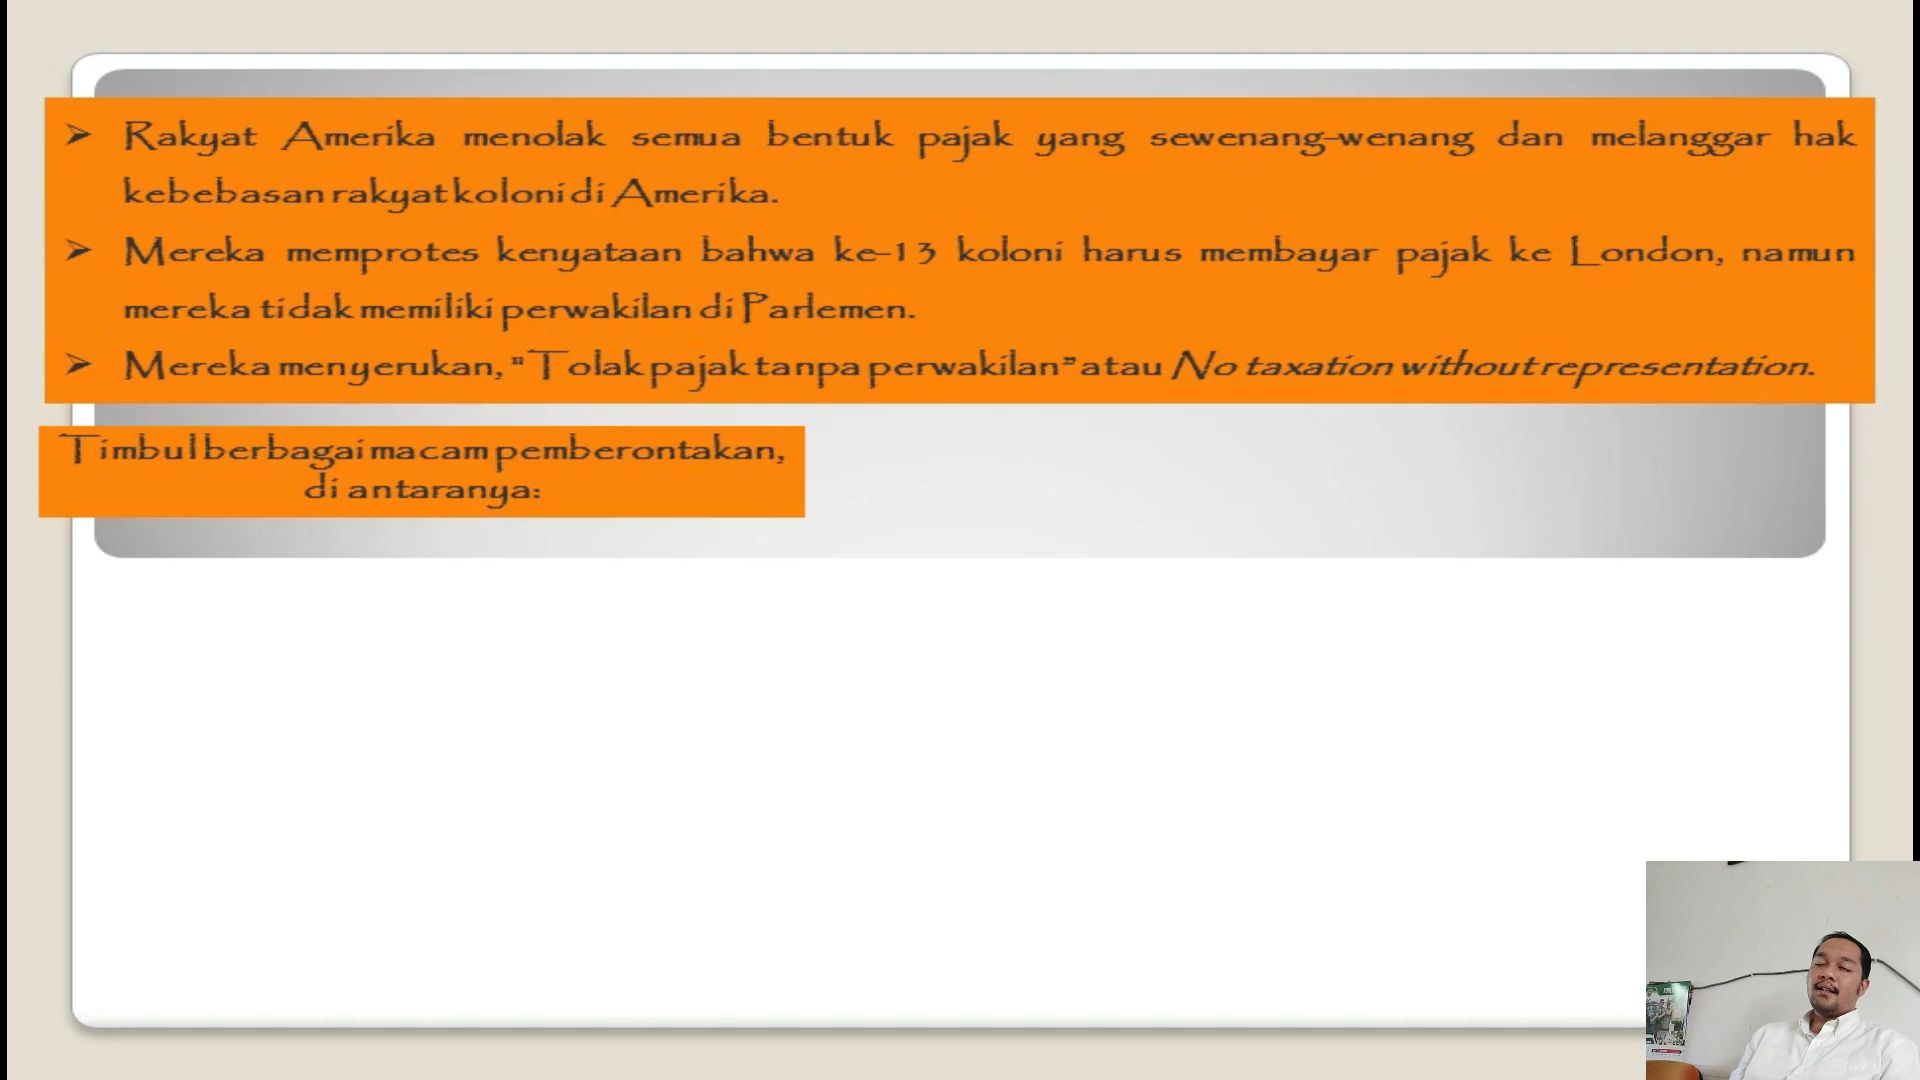 Rakyat Amerika menolak semua bentuk pajak yang sewenang-wenang dan melanggar hak
kebebasan rakyat koloni di Amerika.
Mereka memprotes kenyataan bahwa ke-13 koloni harus membayar pajak ke London, namun
mereka tidak memiliki perwakilan di Parlemen.
Mereka menyerukan, "Tolak pajak tanpa perwakilan" atau No taxation without representation.
Timbul berbagai macam pemberontakan,
di antaranya: